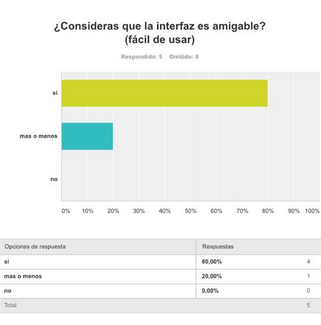 ¿Consideras que la interfaz es amigable?
(fácil de usar)
Respondido: 5 Omitido: 0
si
mas o menos
no
0% 10% 20% 30% 40% 50% 60% 70% 80% 90% 100%
Opciones de respuesta Respuestas
si 80,00% 4
mas o menos 20,00% 1
no 0,00% 0
Total 5